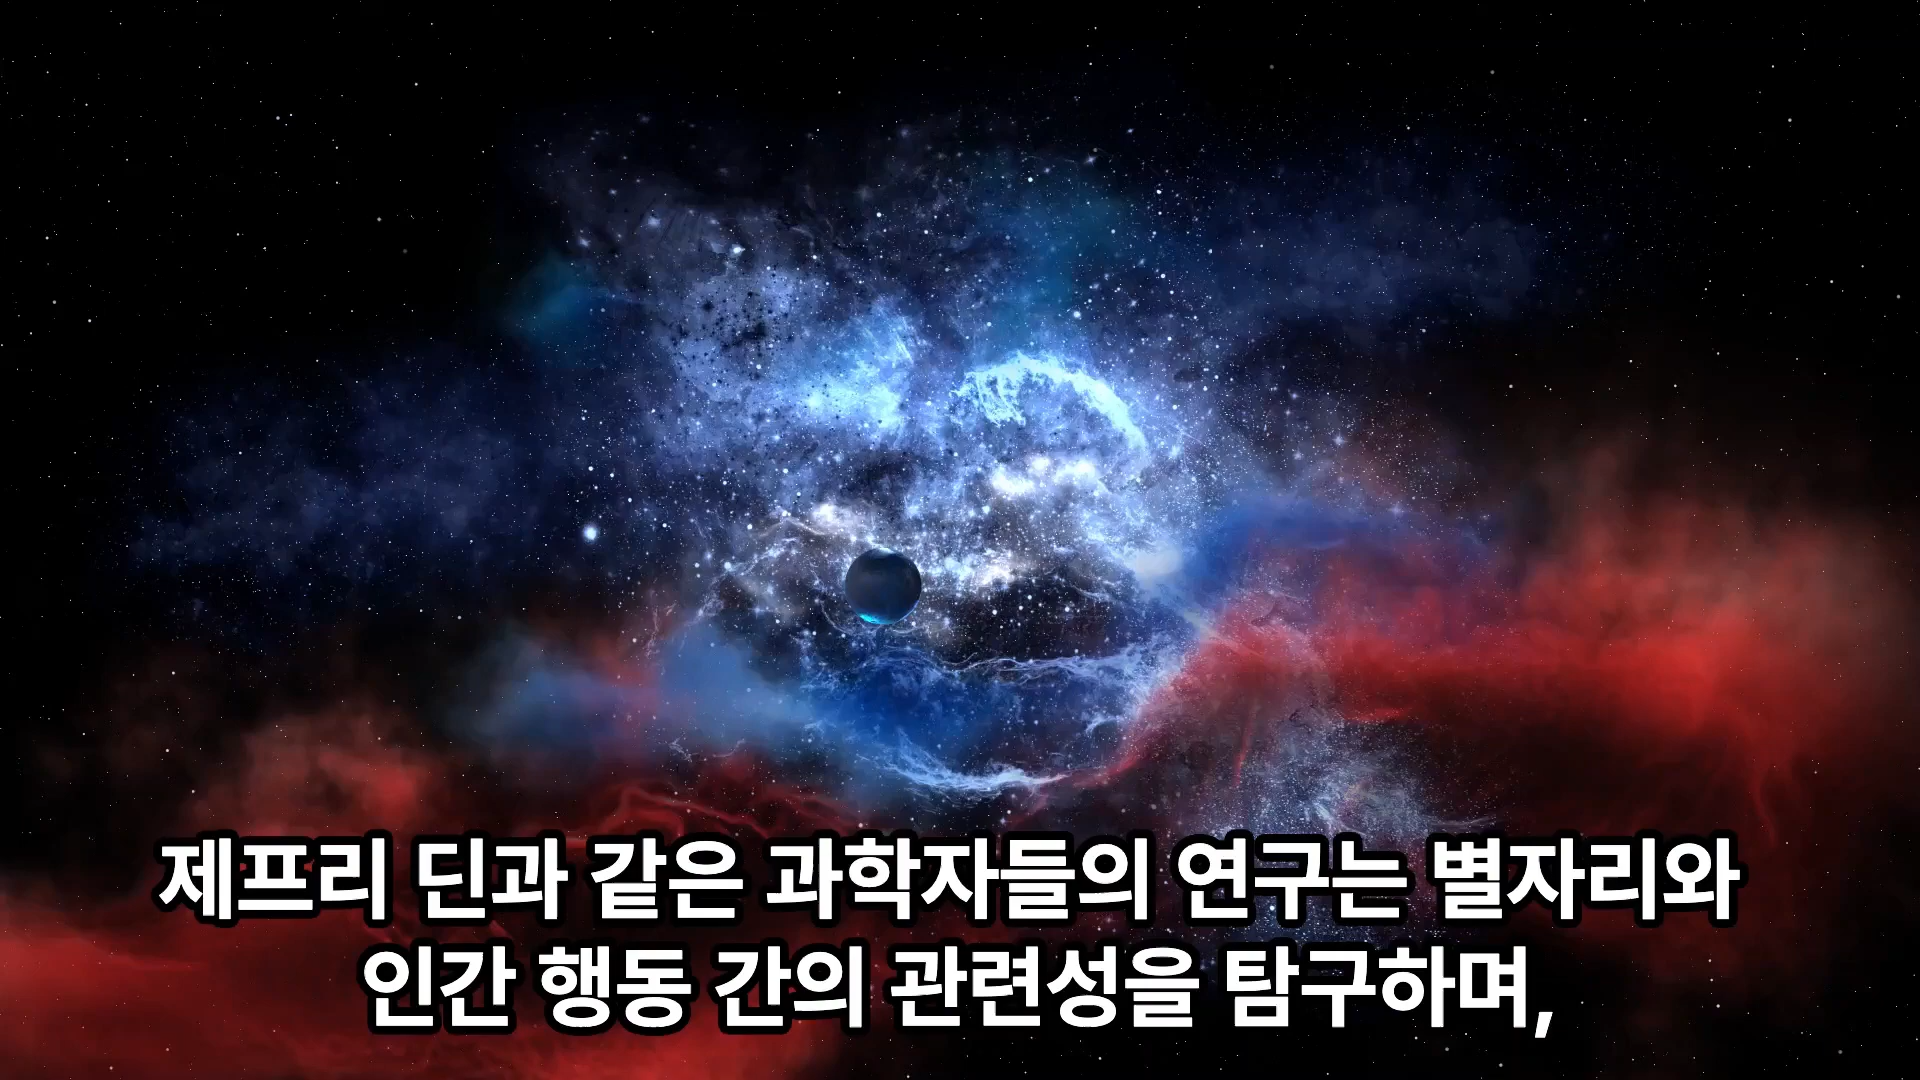 제프리 딘과 같은 과학자들의 연구는 별자리와
인간 행동 간의 관련성을 탐구하며,